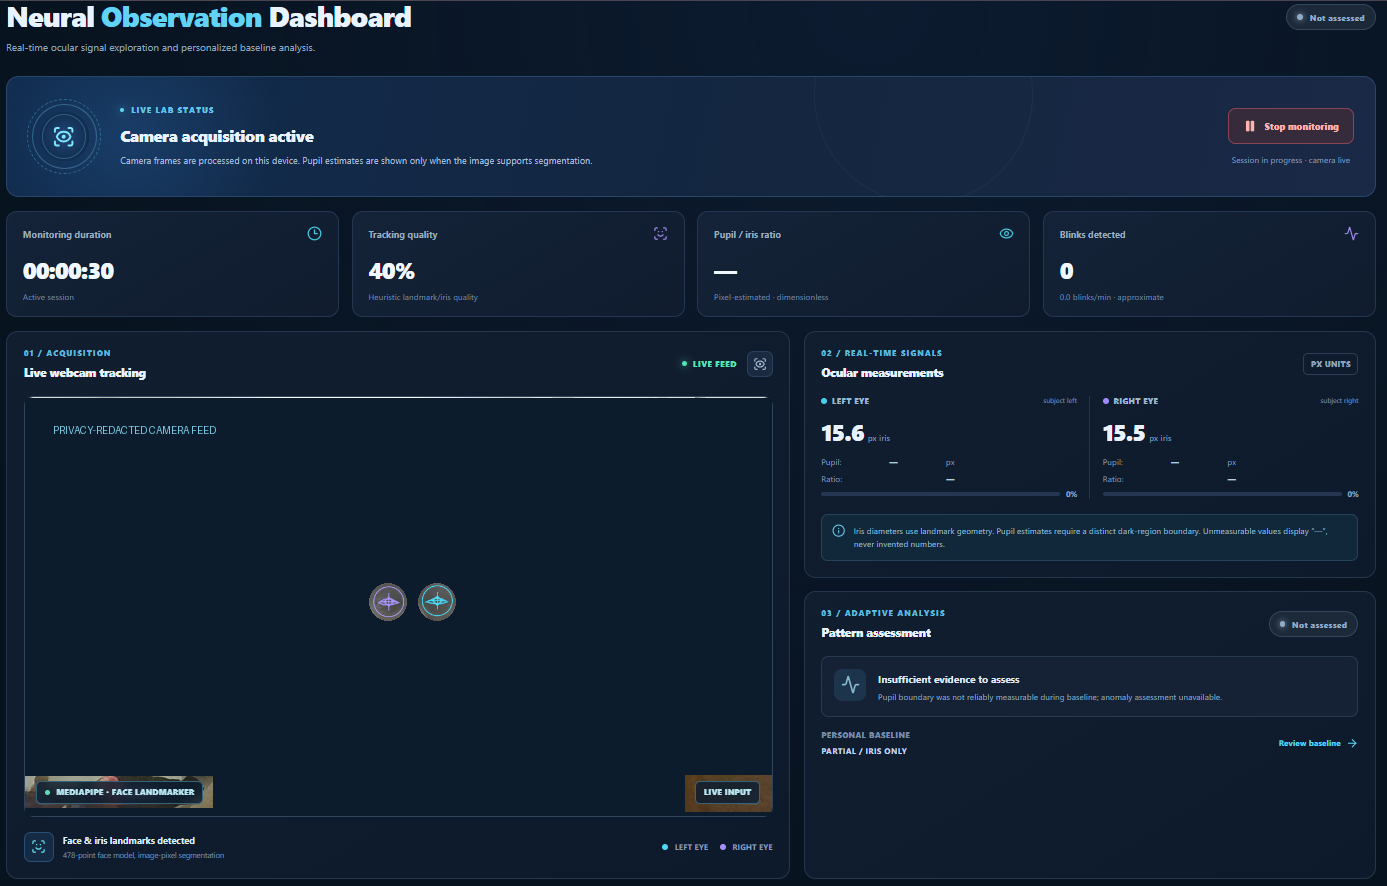 Neural Observation Dashboard
Not assessed
Real-time ocular signal exploration and personalized baseline analysis.
LIVE LAB STATUS
Camera acquisition active
Camera frames are processed on this device. Pupil estimates are shown only when the image supports segmentation.
Stop monitoring
Session in progress · camera live
Monitoring duration
00:00:30
Active session
Tracking quality
40%
Heuristic landmark/iris quality
Pupil / iris ratio
—
Pixel-estimated · dimensionless
Blinks detected
0
0.0 blinks/min · approximate
01 / ACQUISITION
Live webcam tracking
LIVE FEED
PRIVACY-REDACTED CAMERA FEED
MEDIAPIPE · FACE LANDMARKER
LIVE INPUT
Face & iris landmarks detected
478-point face model, image-pixel segmentation
LEFT EYE
RIGHT EYE
02 / REAL-TIME SIGNALS
Ocular measurements
PX UNITS
LEFT EYE
subject left
15.6 px iris
Pupil: — px
Ratio: —
0%
RIGHT EYE
subject right
15.5 px iris
Pupil: — px
Ratio: —
0%
Iris diameters use landmark geometry. Pupil estimates require a distinct dark-region boundary. Unmeasurable values display "—",
never invented numbers.
03 / ADAPTIVE ANALYSIS
Pattern assessment
Not assessed
Insufficient evidence to assess
Pupil boundary was not reliably measurable during baseline; anomaly assessment unavailable.
PERSONAL BASELINE
PARTIAL / IRIS ONLY
Review baseline →